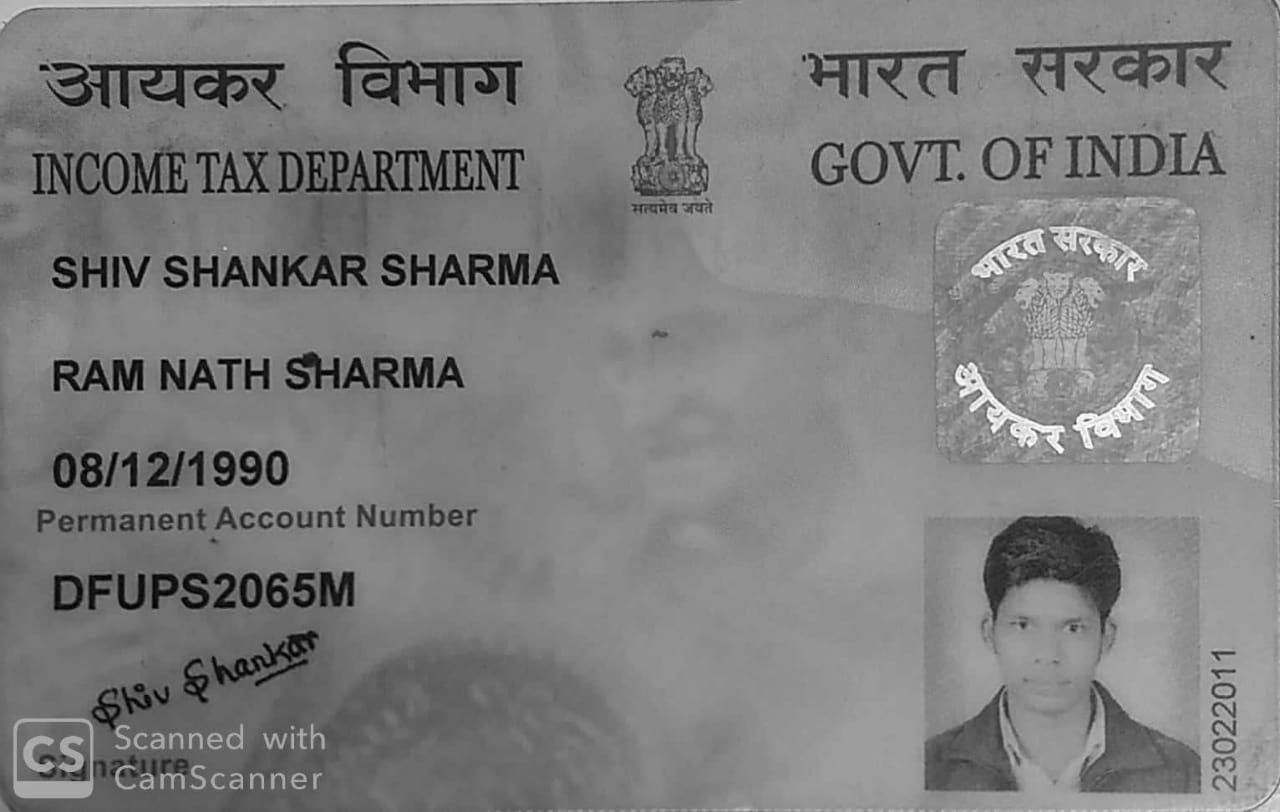 आयकर विभाग
INCOME TAX DEPARTMENT
सत्यमेव जयते
भारत सरकार
GOVT. OF INDIA
SHIV SHANKAR SHARMA
RAM NATH SHARMA
08/12/1990
Permanent Account Number
DFUPS2065M
Shiv Shankar
Signature
भारत सरकार
आयकर विभाग
23022011
CS
Scanned with
CamScanner